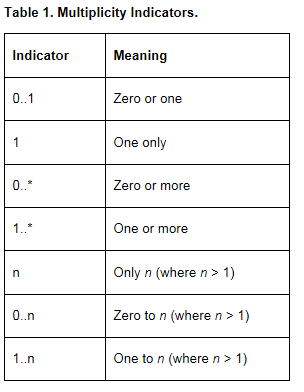 Table 1. Multiplicity Indicators.
Indicator Meaning
0..1 Zero or one
1 One only
0..* Zero or more
1..* One or more
n Only n (where n > 1)
0..n Zero to n (where n > 1)
1..n One to n (where n > 1)